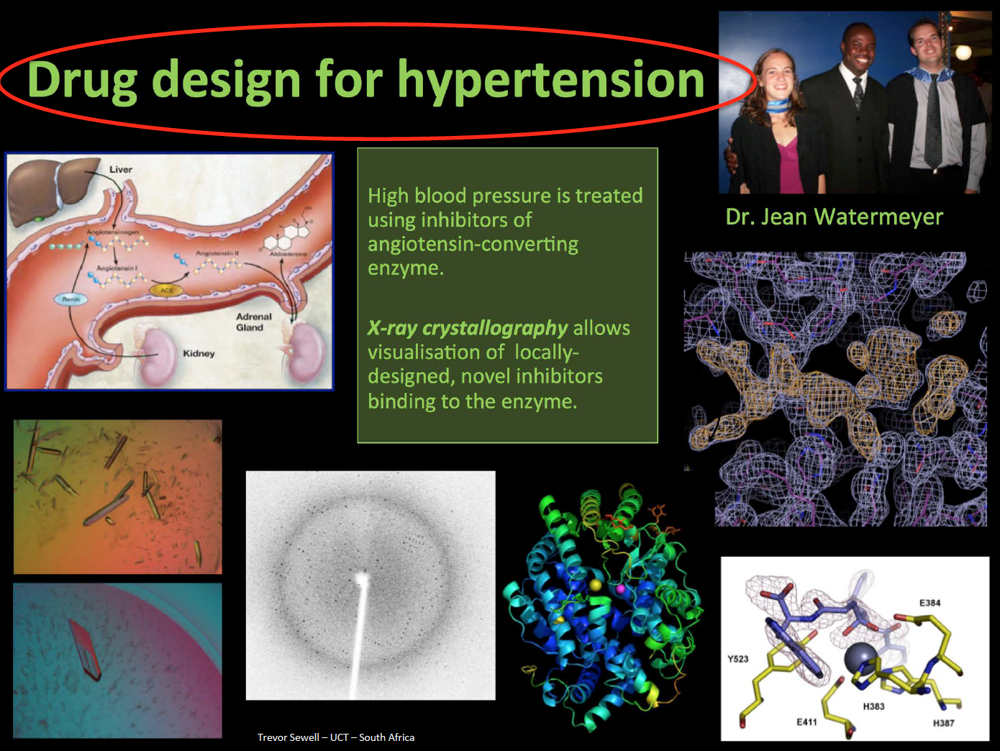 Drug design for hypertension
Dr. Jean Watermeyer
Liver
Angiotensinogen
Angiotensin I
Angiotensin II
Aldosterone
OH
Renin
ACE
Adrenal
Gland
Kidney
High blood pressure is treated
using inhibitors of
angiotensin-converting
enzyme.
X-ray crystallography allows
visualisation of locally-
designed, novel inhibitors
binding to the enzyme.
E384
Y523
H383
E411
H387
Trevor Sewell – UCT – South Africa